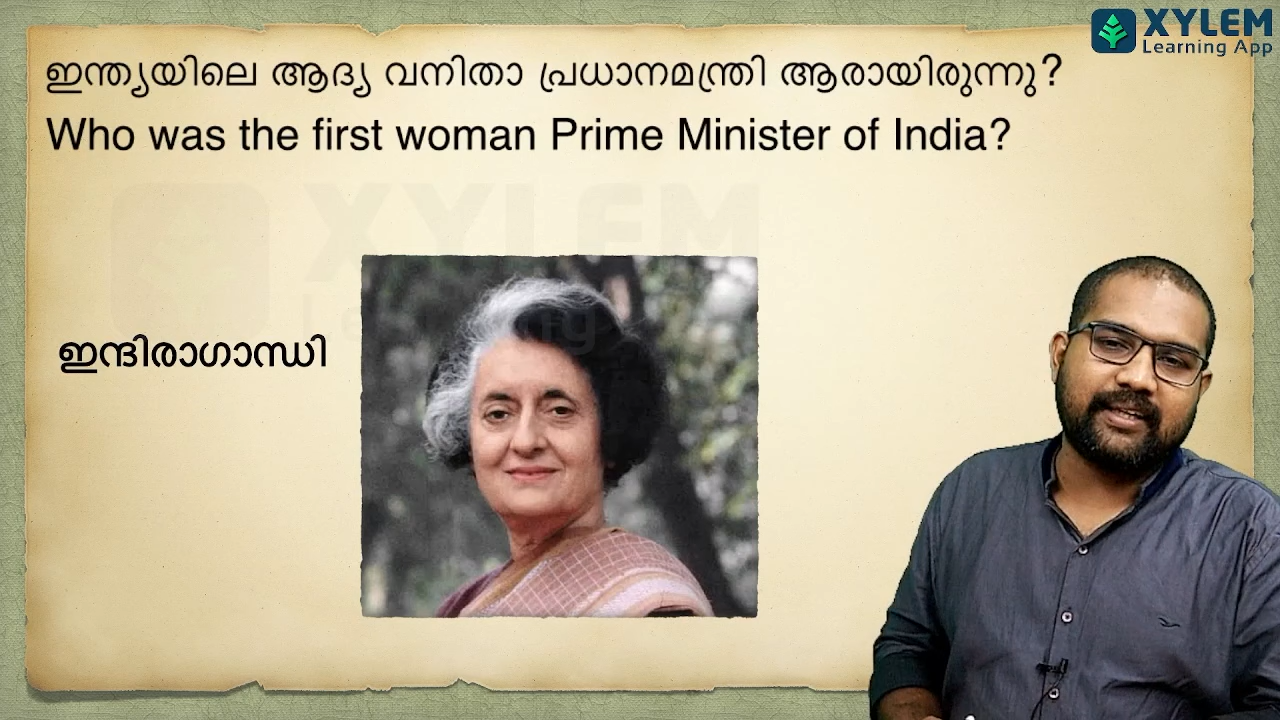 XYLEM
Learning App
ഇന്ത്യയിലെ ആദ്യ വനിതാ പ്രധാനമന്ത്രി ആരായിരുന്നു?
Who was the first woman Prime Minister of India?
XYLEM
ഇന്ദിരാഗാന്ധി